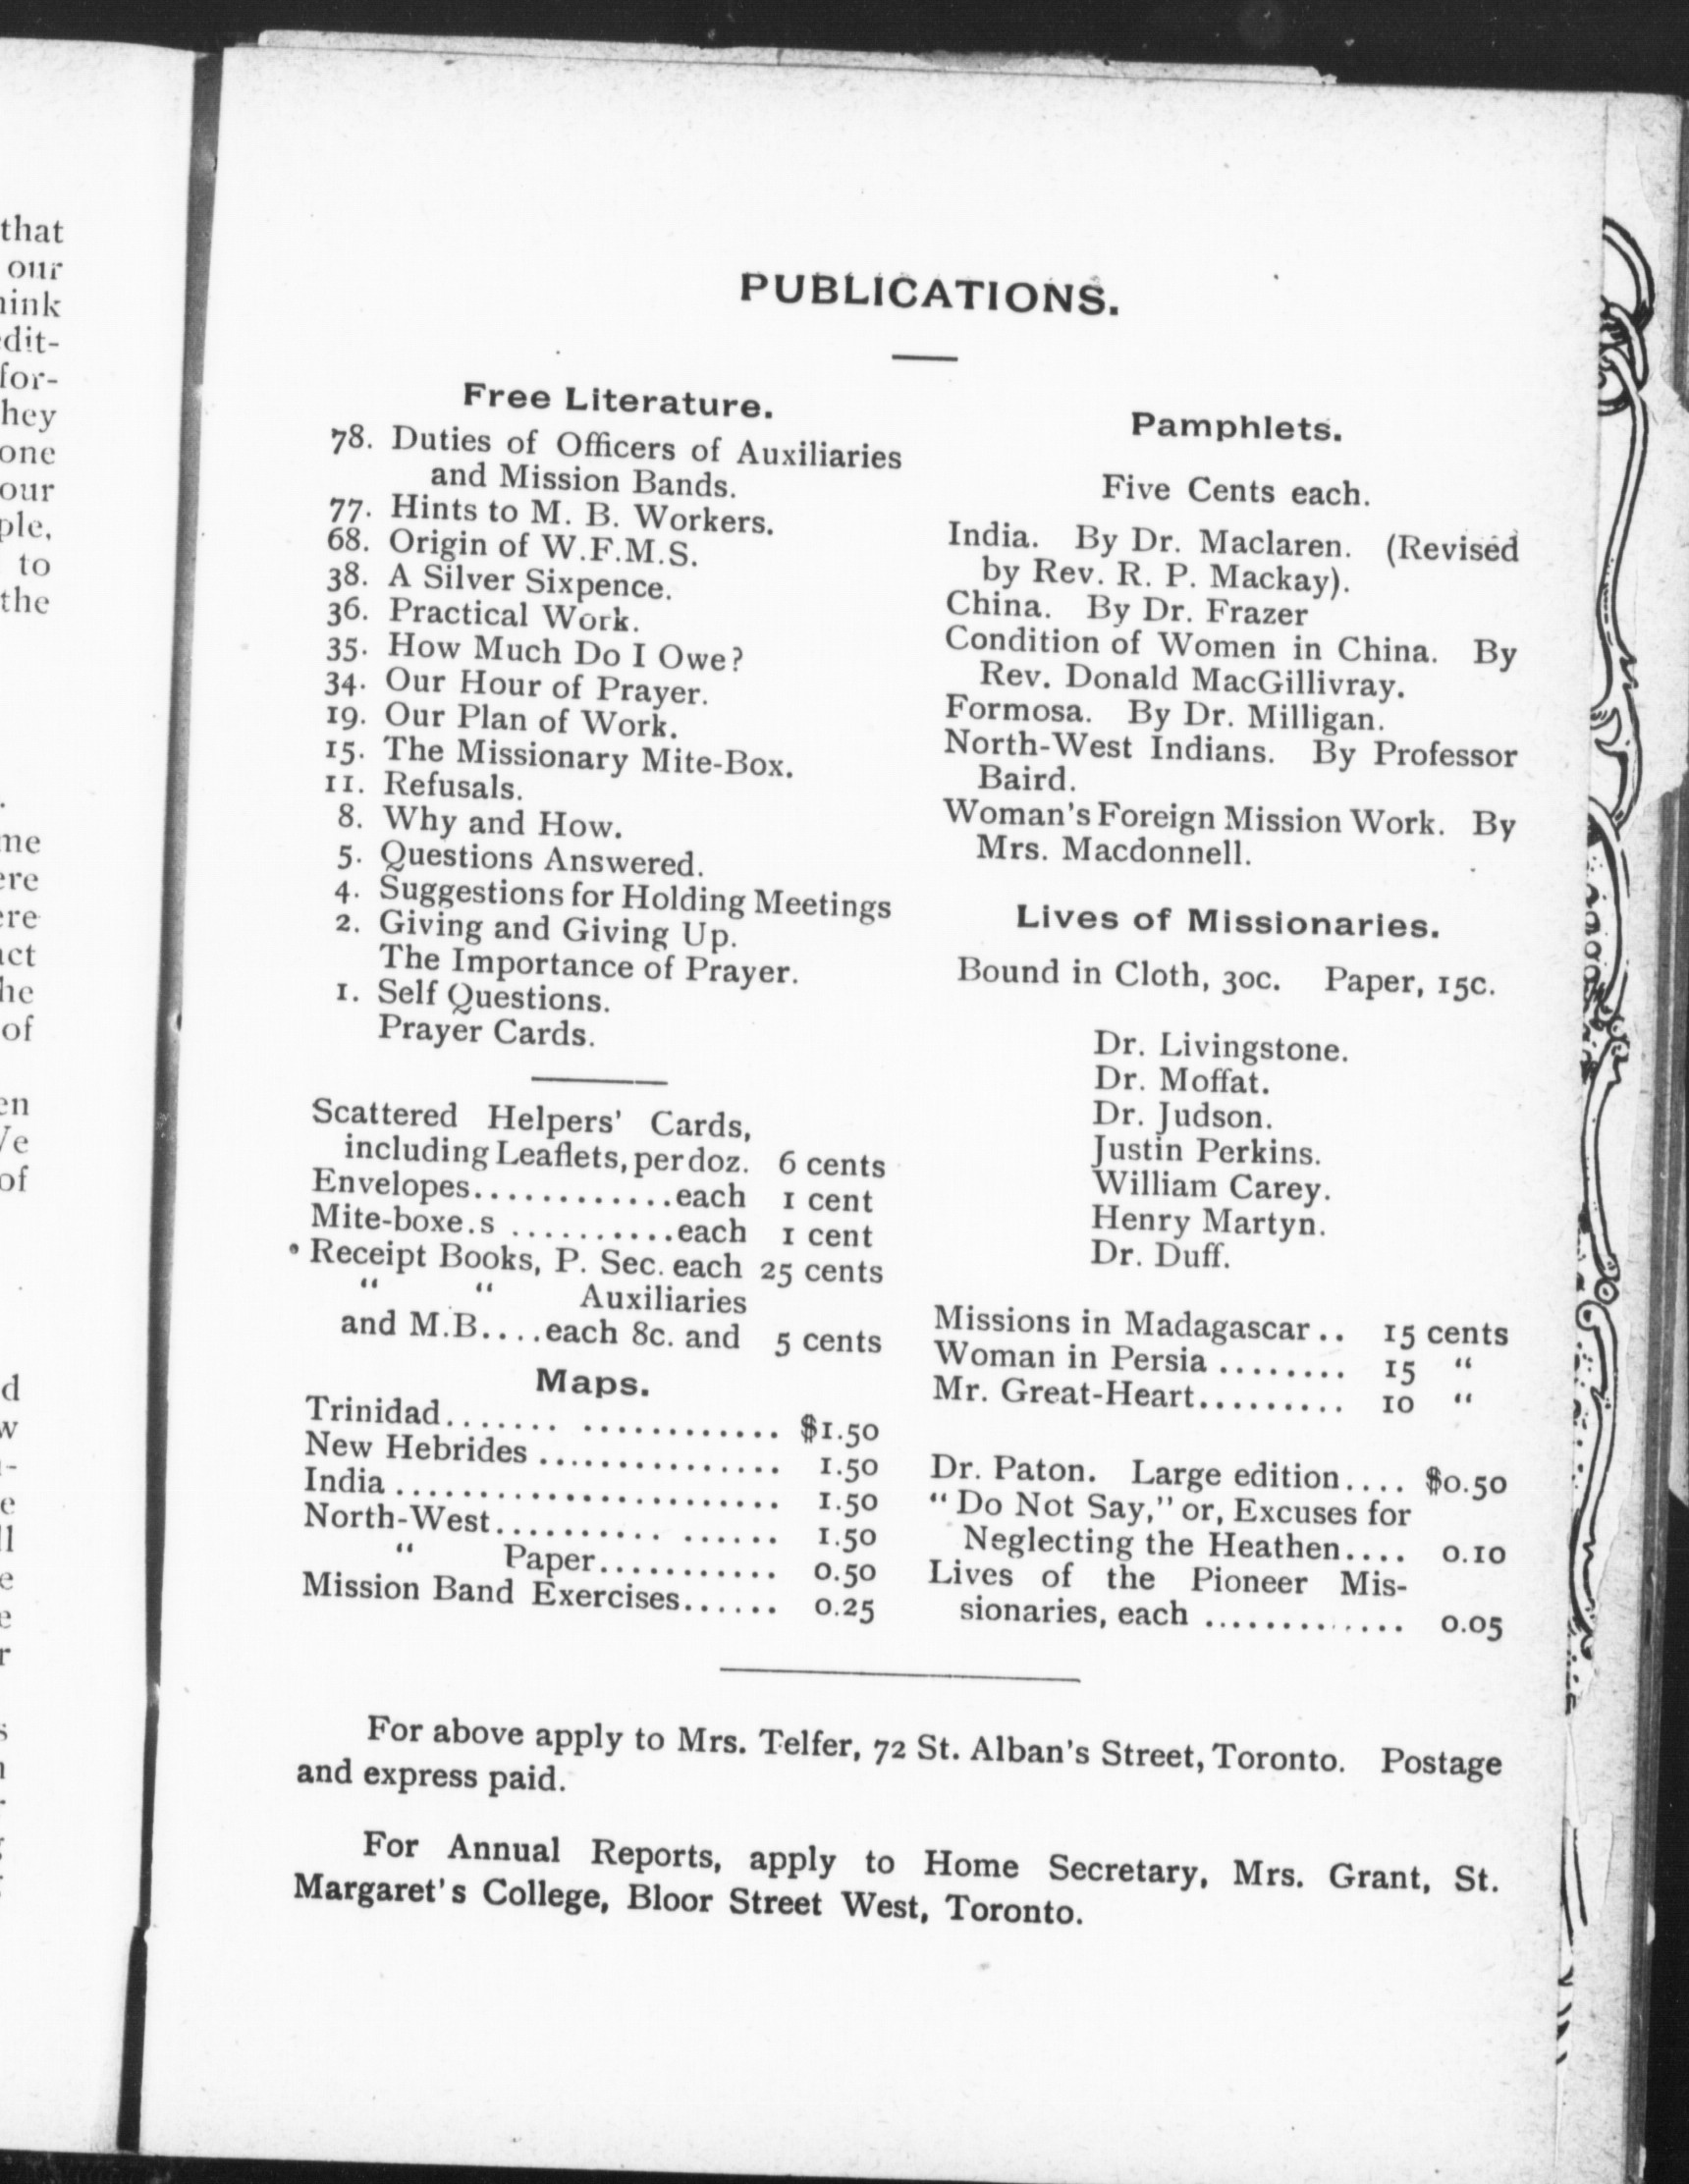 that
our
hink
edit-
for-
hey
one
our
ple,
to
the
me
ere
ere
act
he
of
en
Ve
of
d
w
e
ll
e
e
r
s
PUBLICATIONS.
Free Literature.
78. Duties of Officers of Auxiliaries
and Mission Bands.
77. Hints to M. B. Workers.
68. Origin of W.F.M.S.
38. A Silver Sixpence.
36. Practical Work.
35. How Much Do I Owe?
34. Our Hour of Prayer.
19. Our Plan of Work.
15. The Missionary Mite-Box.
11. Refusals.
8. Why and How.
5. Questions Answered.
4. Suggestions for Holding Meetings
2. Giving and Giving Up.
The Importance of Prayer.
1. Self Questions.
Prayer Cards.
Scattered Helpers' Cards,
including Leaflets, per doz. 6 cents
Envelopes............each 1 cent
Mite-boxe.s ..........each 1 cent
Receipt Books, P. Sec. each 25 cents
" " Auxiliaries
and M.B....each 8c. and 5 cents
Maps.
Trinidad....... ............ $1.50
New Hebrides ............... 1.50
India ....................... 1.50
North-West.......... ...... 1.50
" Paper........... 0.50
Mission Band Exercises...... 0.25
Pamphlets.
Five Cents each.
India. By Dr. Maclaren. (Revised
by Rev. R. P. Mackay).
China. By Dr. Frazer
Condition of Women in China. By
Rev. Donald MacGillivray.
Formosa. By Dr. Milligan.
North-West Indians. By Professor
Baird.
Woman's Foreign Mission Work. By
Mrs. Macdonnell.
Lives of Missionaries.
Bound in Cloth, 30c. Paper, 15c.
Dr. Livingstone.
Dr. Moffat.
Dr. Judson.
Justin Perkins.
William Carey.
Henry Martyn.
Dr. Duff.
Missions in Madagascar.. 15 cents
Woman in Persia ........ 15 "
Mr. Great-Heart......... 10 "
Dr. Paton. Large edition.... $0.50
"Do Not Say," or, Excuses for
Neglecting the Heathen.... 0.10
Lives of the Pioneer Mis-
sionaries, each ............. 0.05
For above apply to Mrs. Telfer, 72 St. Alban's Street, Toronto. Postage
and express paid.
For Annual Reports, apply to Home Secretary, Mrs. Grant, St.
Margaret's College, Bloor Street West, Toronto.